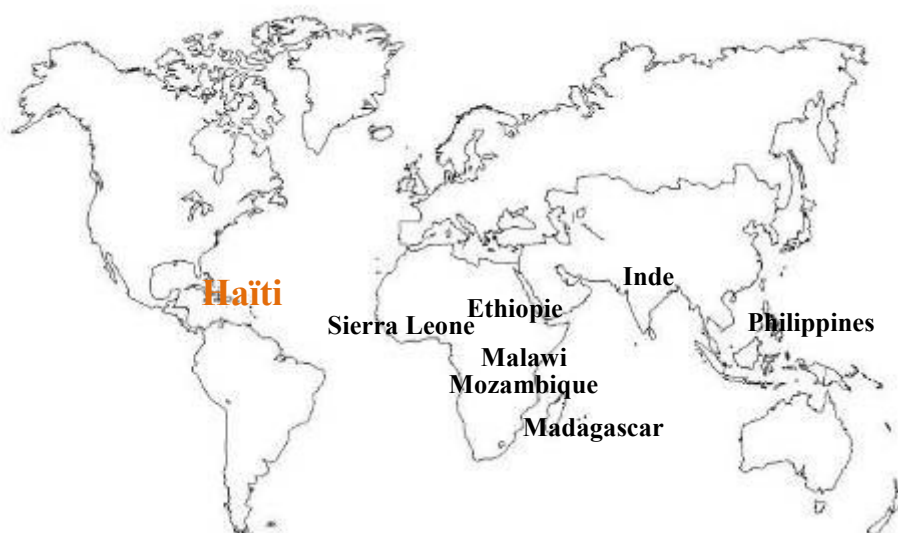 Inde
Haïti
Ethiopie
Philippines
Sierra Leone
Malawi
Mozambique
Madagascar